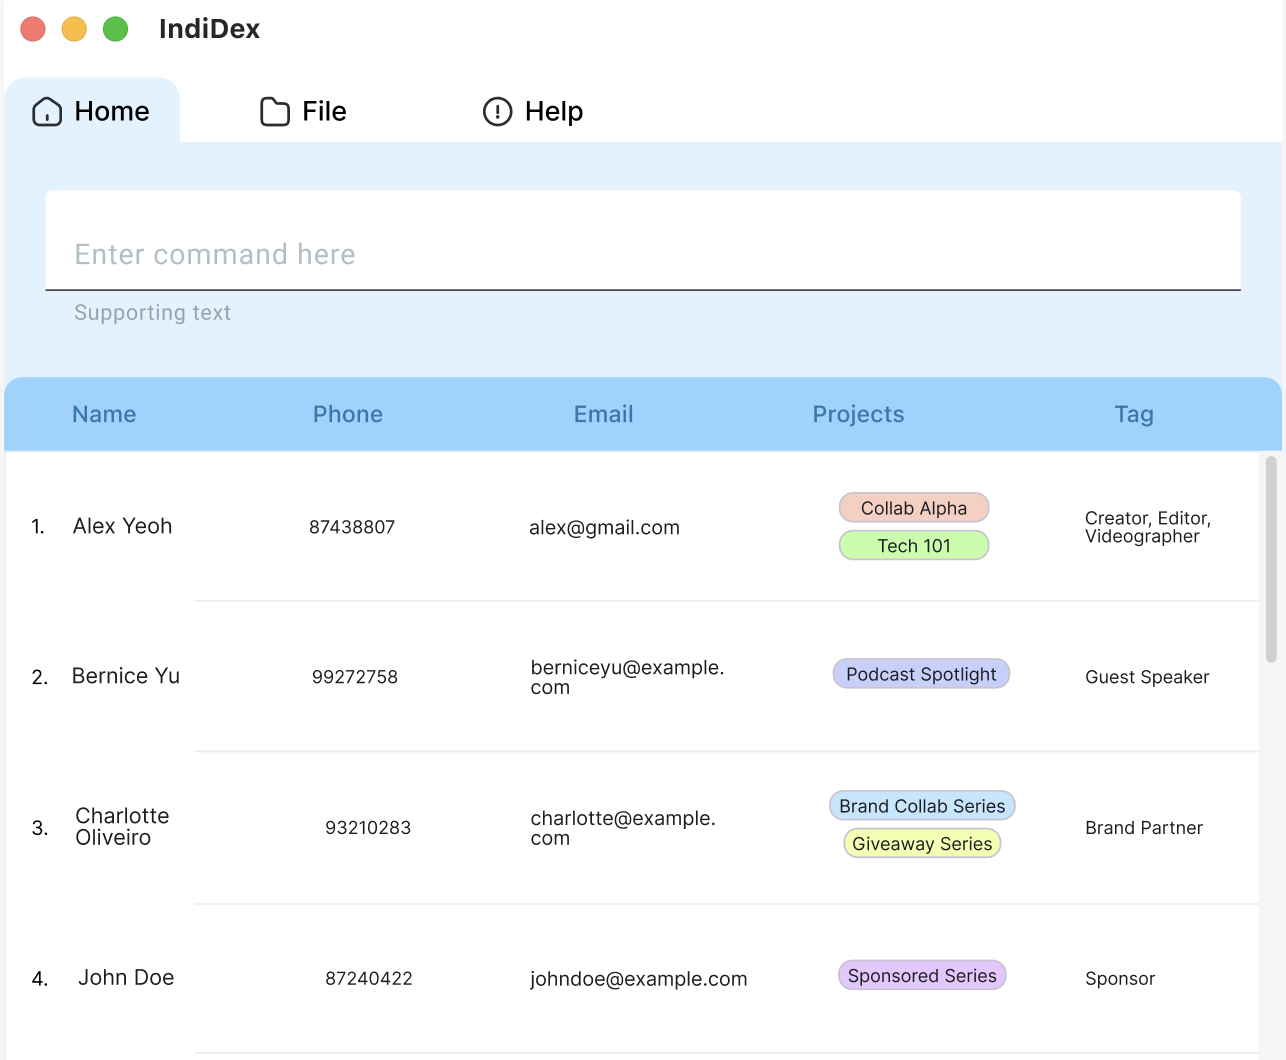 IndiDex
Home File Help
Enter command here
Supporting text
Name Phone Email Projects Tag
1. Alex Yeoh 87438807 alex@gmail.com
Collab Alpha
Tech 101
Creator, Editor,
Videographer
2. Bernice Yu 99272758
berniceyu@example.
com
Podcast Spotlight
Guest Speaker
3.
Charlotte
Oliveiro
93210283
charlotte@example.
com
Brand Collab Series
Giveaway Series
Brand Partner
4. John Doe 87240422 johndoe@example.com Sponsored Series Sponsor